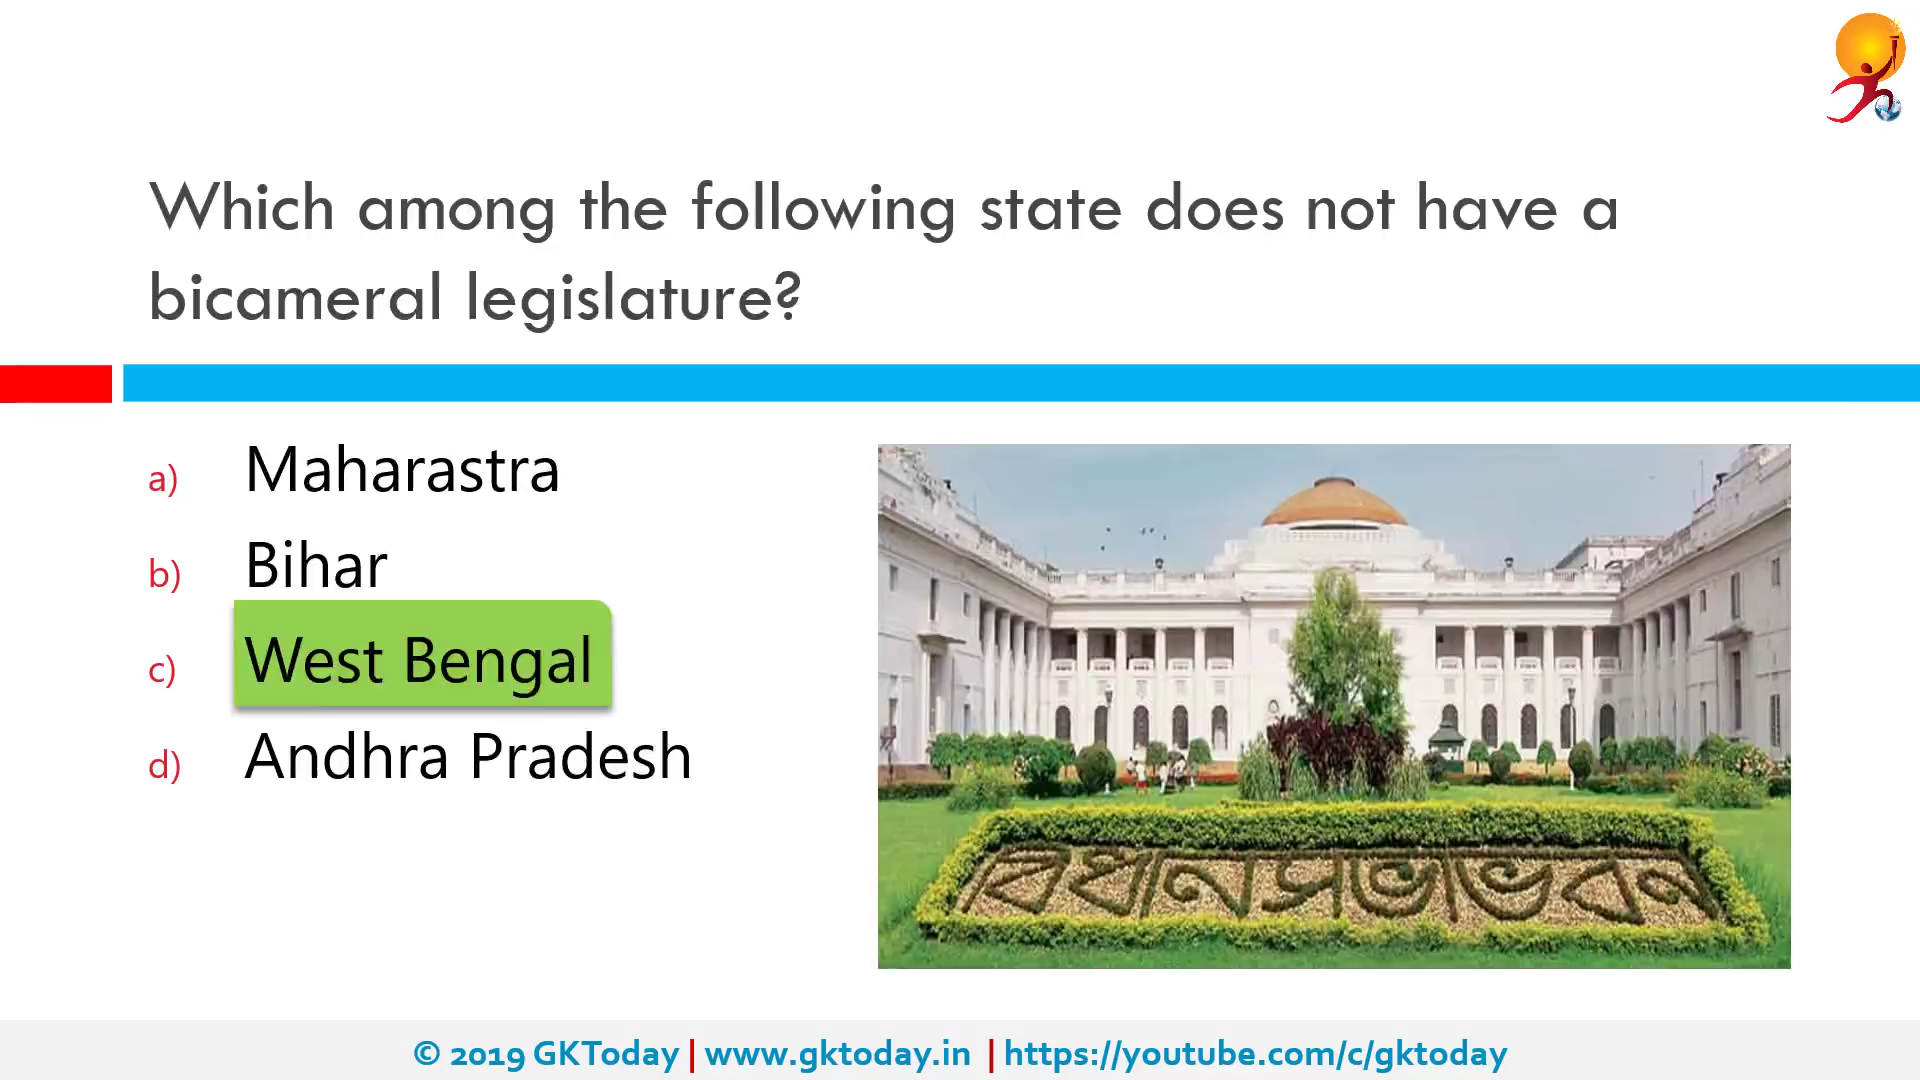 Which among the following state does not have a
bicameral legislature?
a) Maharastra
b) Bihar
c) West Bengal
d) Andhra Pradesh
বিধানসভা ভবন
© 2019 GKToday | www.gktoday.in | https://youtube.com/c/gktoday